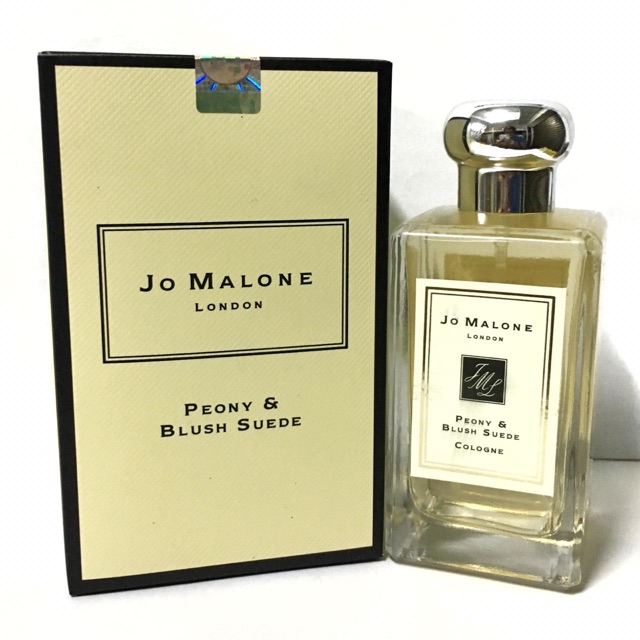 Jo Malone
London
Peony &
Blush Suede
Jo Malone
London
JML
Peony &
Blush Suede
Cologne